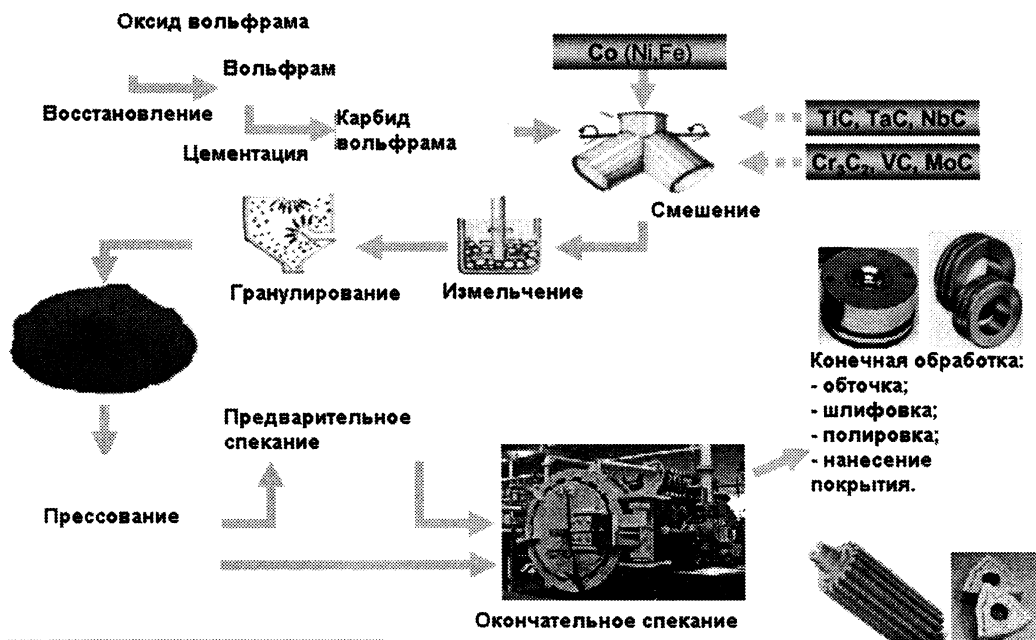 Оксид вольфрама
Вольфрам
Восстановление
Карбид
вольфрама
Цементация
Co (Ni,Fe)
TiC, TaC, NbC
Cr3C2, VC, MoC
Смешение
Измельчение
Гранулирование
Конечная обработка:
- обточка;
- шлифовка;
- полировка;
- нанесение
покрытия.
Предварительное
спекание
Прессование
Окончательное спекание